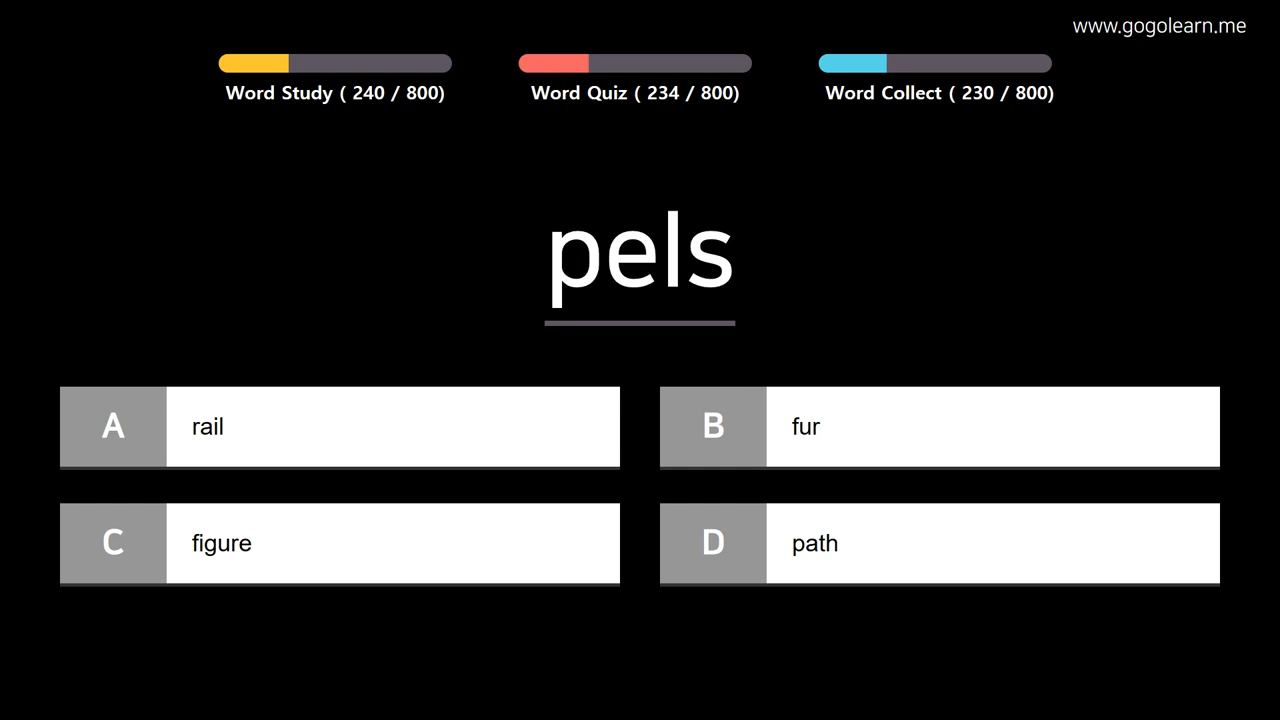 www.gogolearn.me
Word Study ( 240 / 800)
Word Quiz ( 234 / 800)
Word Collect ( 230 / 800)
pels
A rail
B fur
C figure
D path